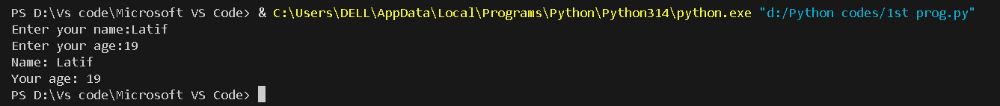 PS D:\Vs code\Microsoft VS Code> & C:\Users\DELL\AppData\Local\Programs\Python\Python314\python.exe "d:/Python codes/1st prog.py"
Enter your name:Latif
Enter your age:19
Name: Latif
Your age: 19
PS D:\Vs code\Microsoft VS Code>